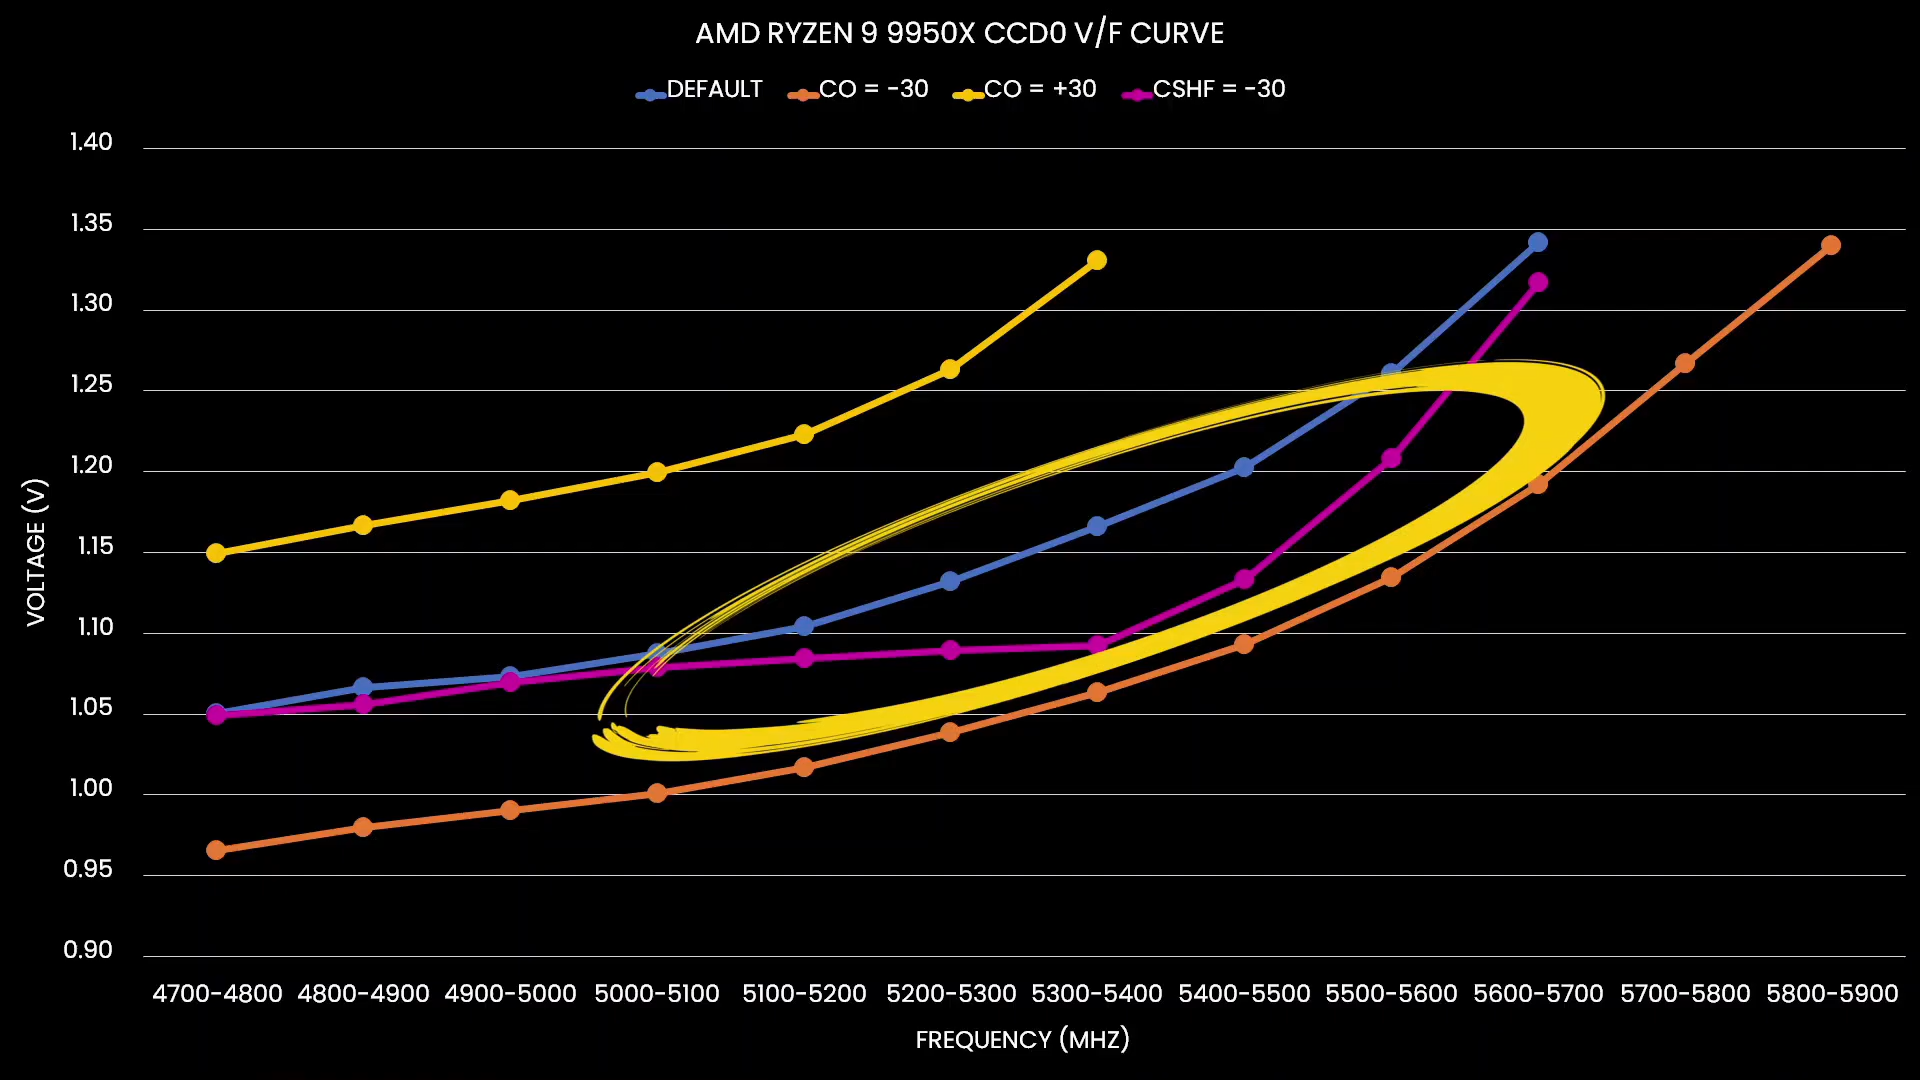 AMD RYZEN 9 9950X CCD0 V/F CURVE
DEFAULT CO = -30 CO = +30 CSHF = -30
1.40
1.35
1.30
1.25
1.20
1.15
1.10
1.05
1.00
0.95
0.90
VOLTAGE (V)
4700-4800 4800-4900 4900-5000 5000-5100 5100-5200 5200-5300 5300-5400 5400-5500 5500-5600 5600-5700 5700-5800 5800-5900
FREQUENCY (MHZ)